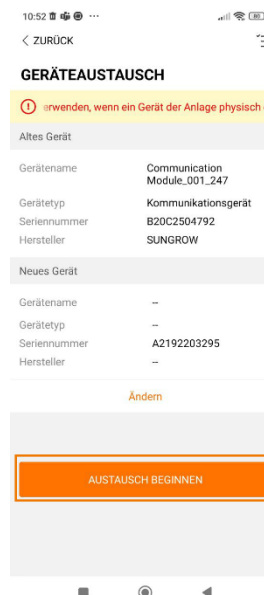 10:52
80
ZURÜCK
GERÄTEAUSTAUSCH
erwenden, wenn ein Gerät der Anlage physisch
Altes Gerät
Gerätename Communication
Module_001_247
Gerätetyp Kommunikationsgerät
Seriennummer B20C2504792
Hersteller SUNGROW
Neues Gerät
Gerätename --
Gerätetyp --
Seriennummer A2192203295
Hersteller --
Ändern
AUSTAUSCH BEGINNEN